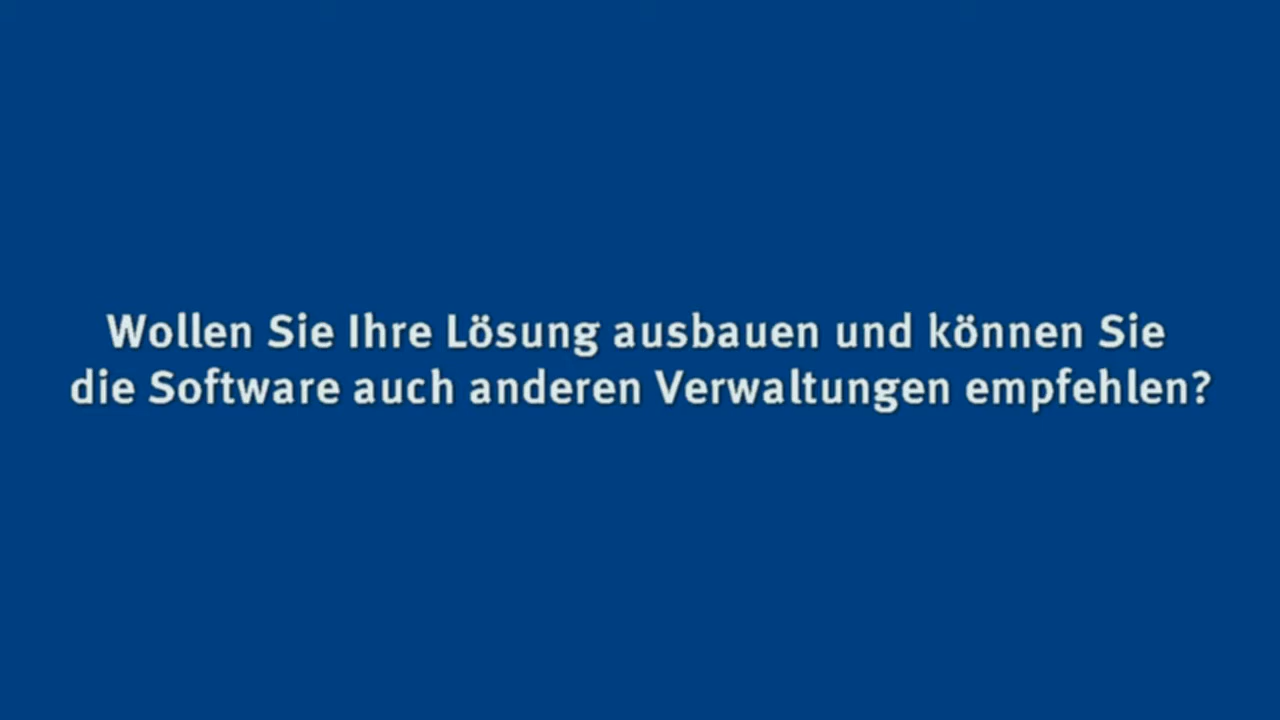 Wollen Sie Ihre Lösung ausbauen und können Sie
die Software auch anderen Verwaltungen empfehlen?